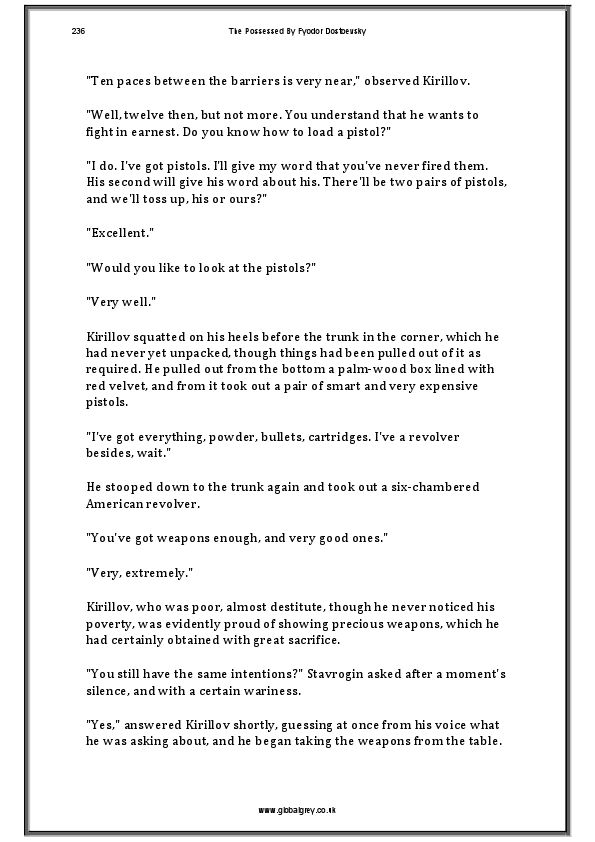 236
The Possessed By Fyodor Dostoevsky
"Ten paces between the barriers is very near," observed Kirillov.
"Well, twelve then, but not more. You understand that he wants to
fight in earnest. Do you know how to load a pistol?"
"I do. I've got pistols. I'll give my word that you've never fired them.
His second will give his word about his. There'll be two pairs of pistols,
and we'll toss up, his or ours?"
"Excellent."
"Would you like to look at the pistols?"
"Very well."
Kirillov squatted on his heels before the trunk in the corner, which he
had never yet unpacked, though things had been pulled out of it as
required. He pulled out from the bottom a palm-wood box lined with
red velvet, and from it took out a pair of smart and very expensive
pistols.
"I've got everything, powder, bullets, cartridges. I've a revolver
besides, wait."
He stooped down to the trunk again and took out a six-chambered
American revolver.
"You've got weapons enough, and very good ones."
"Very, extremely."
Kirillov, who was poor, almost destitute, though he never noticed his
poverty, was evidently proud of showing precious weapons, which he
had certainly obtained with great sacrifice.
"You still have the same intentions?" Stavrogin asked after a moment's
silence, and with a certain wariness.
"Yes," answered Kirillov shortly, guessing at once from his voice what
he was asking about, and he began taking the weapons from the table.
www.globalgrey.co.uk